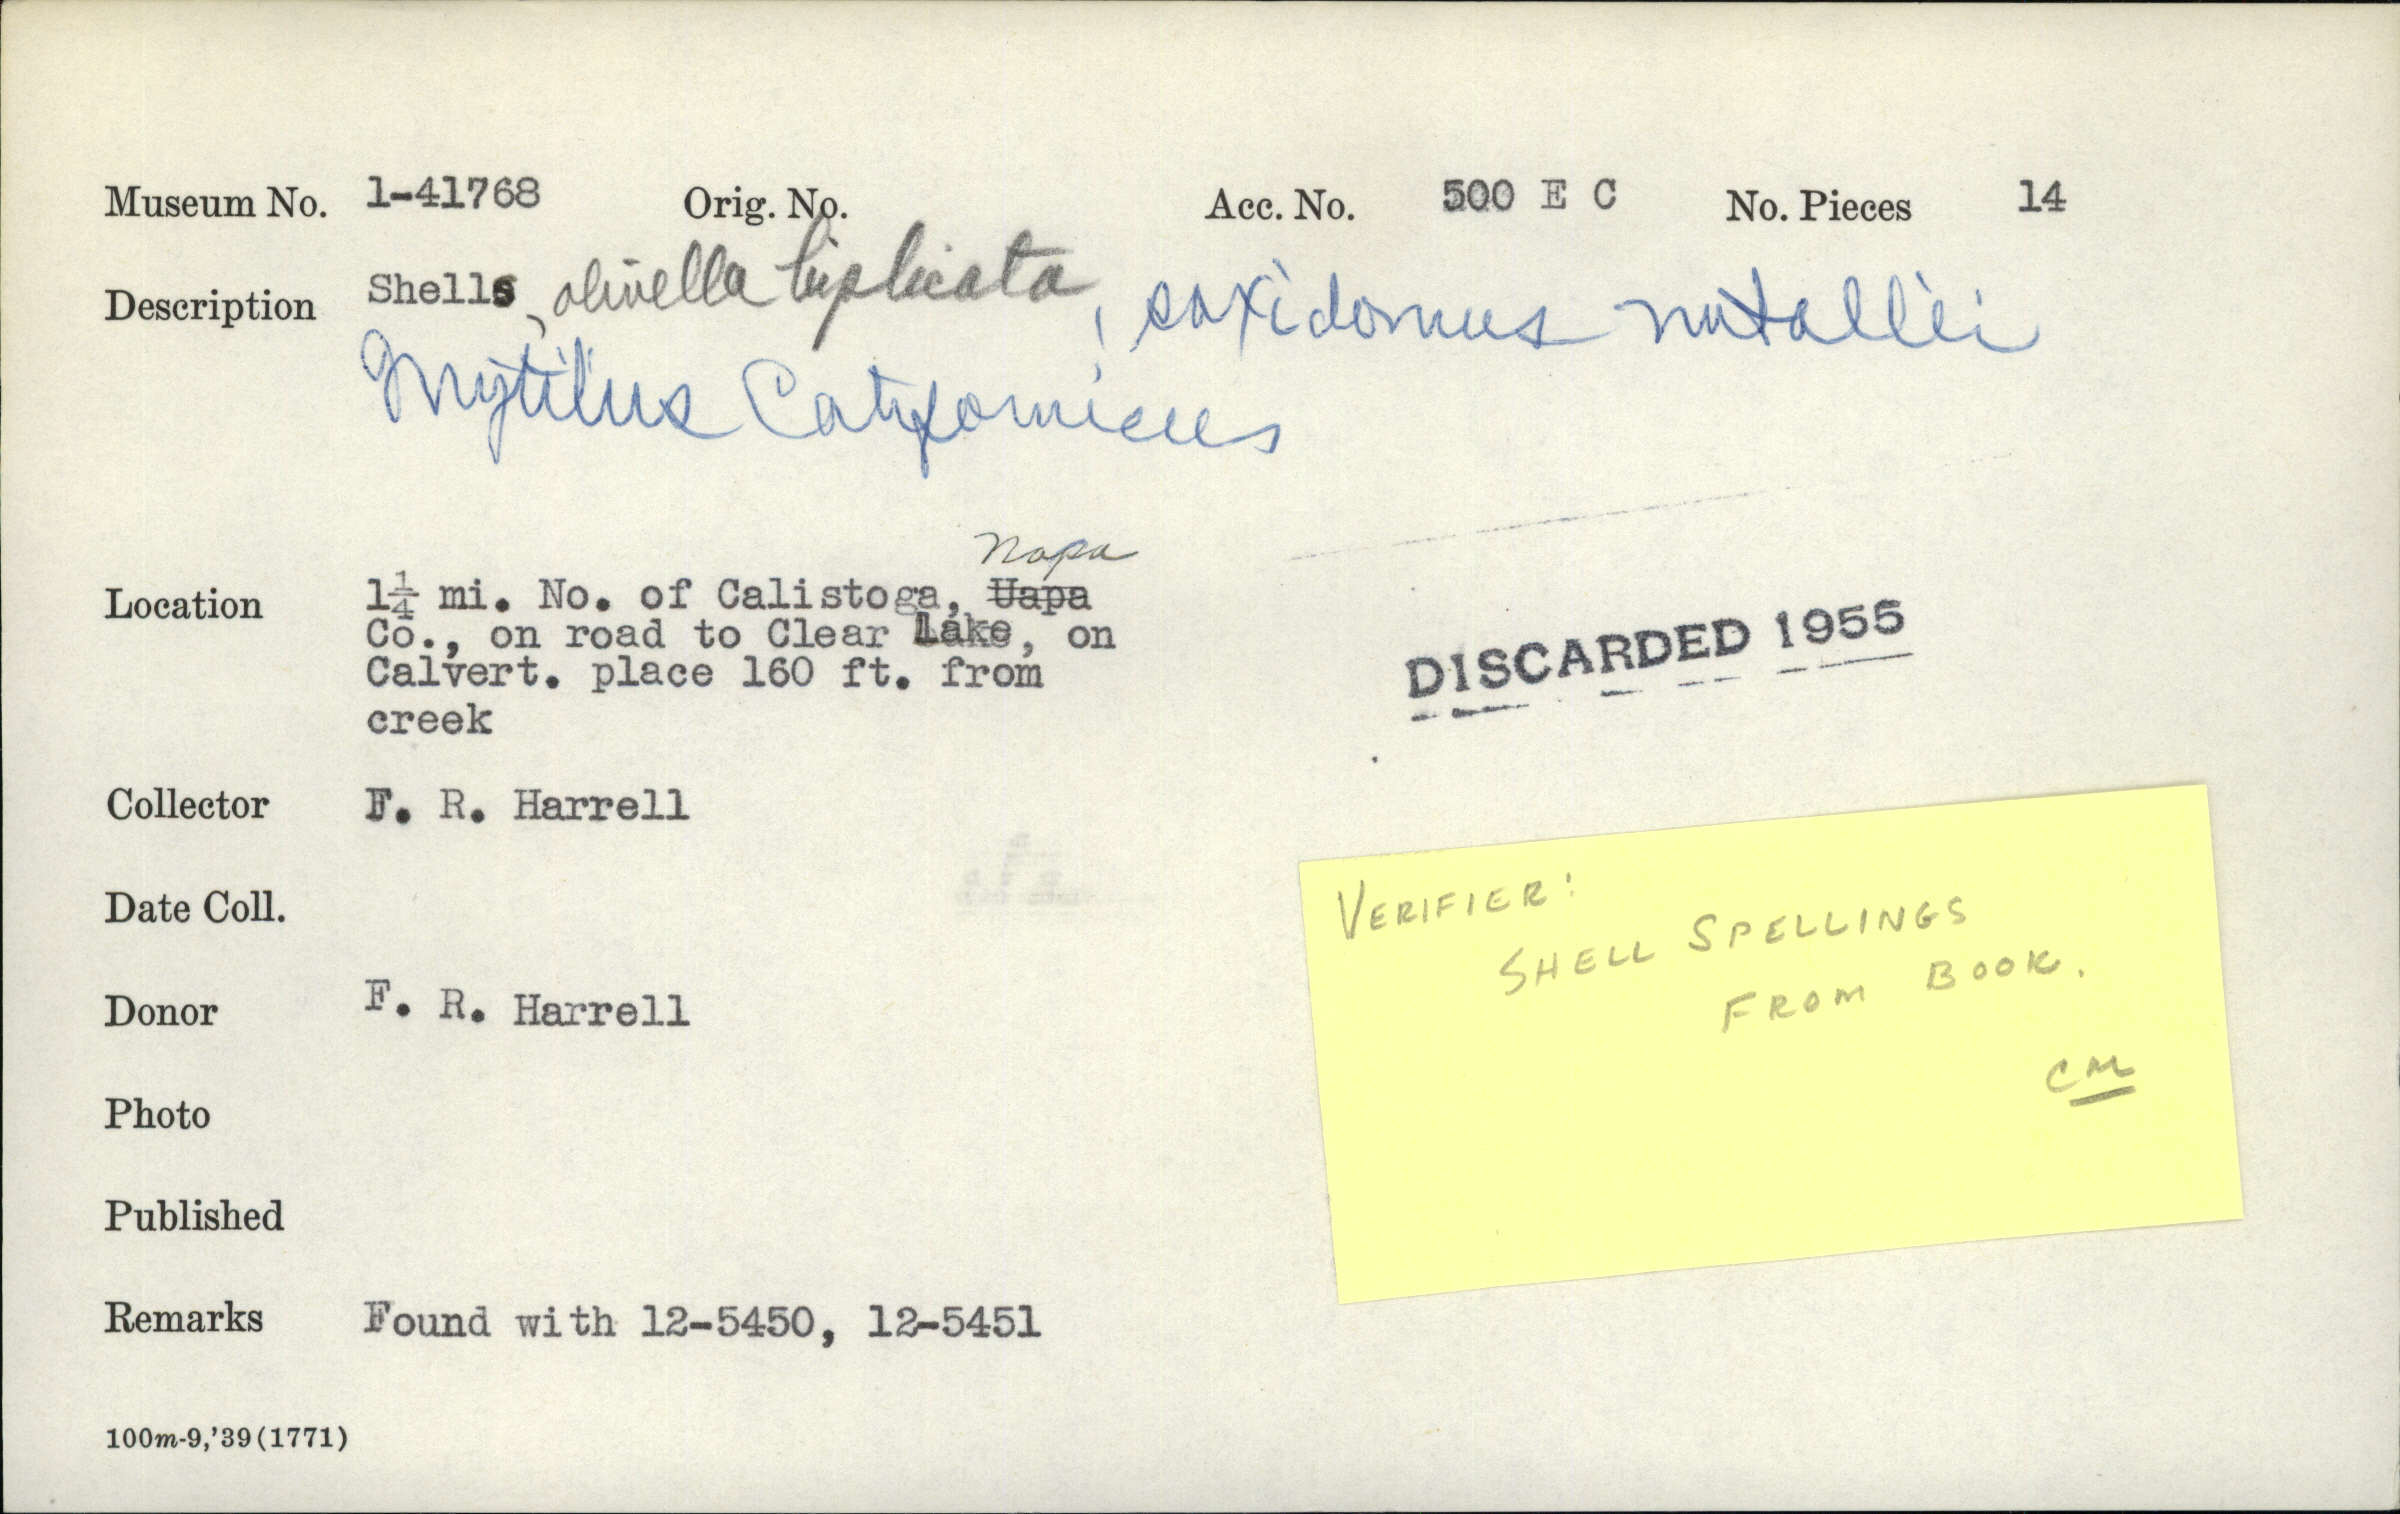 Museum No. 1-41768 Orig. No. Acc. No. 500 E C No. Pieces 14
Description Shells, olivella biplicata, saxidomus nutallii
Mytilus Californicus
Napa
Location 1¼ mi. No. of Calistoga, Uapa
Co., on road to Clear Lake, on
Calvert. place 160 ft. from
creek
DISCARDED 1955
Collector F. R. Harrell
Date Coll.
Donor F. R. Harrell
Photo
Published
Remarks Found with 12-5450, 12-5451
100m-9,'39(1771)
VERIFIER:
SHELL SPELLINGS
FROM BOOK.
CM